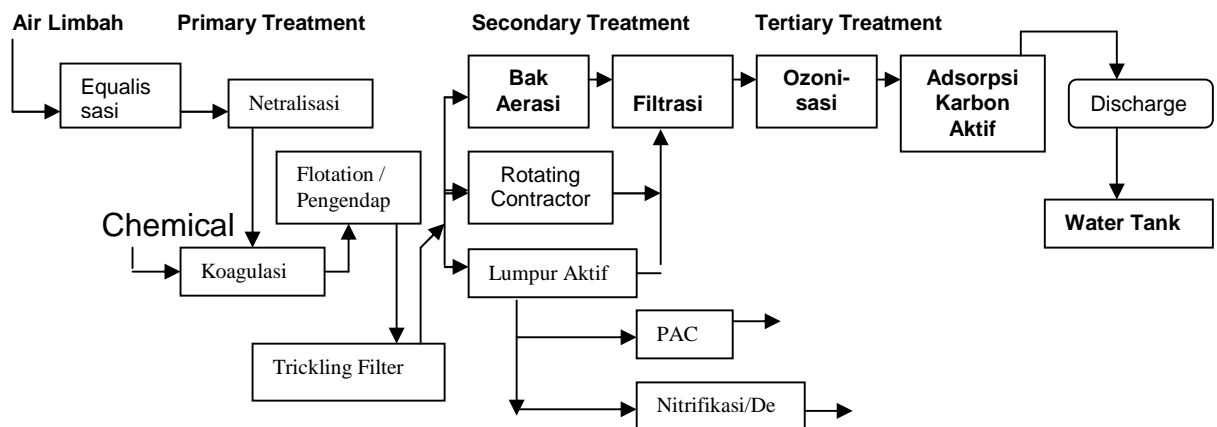 Air Limbah
Primary Treatment
Secondary Treatment
Tertiary Treatment
Equalis
sasi
Netralisasi
Bak
Aerasi
Filtrasi
Ozoni-
sasi
Adsorpsi
Karbon
Aktif
Discharge
Flotation /
Pengendap
Rotating
Contractor
Water Tank
Chemical
Koagulasi
Lumpur Aktif
Trickling Filter
PAC
Nitrifikasi/De